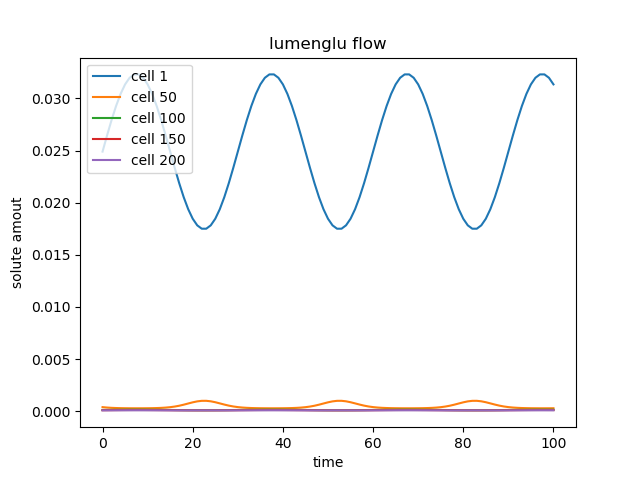 lumenglu flow
cell 1
cell 50
cell 100
cell 150
cell 200
solute amout
0.030
0.025
0.020
0.015
0.010
0.005
0.000
0
20
40
60
80
100
time